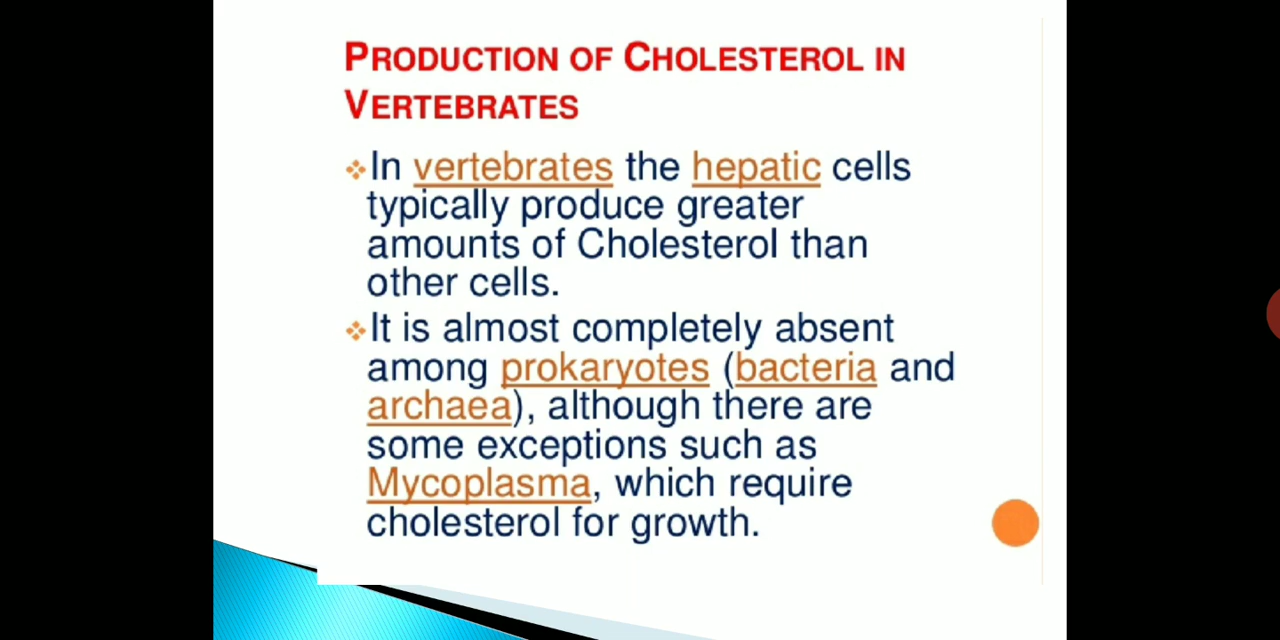 PRODUCTION OF CHOLESTEROL IN
VERTEBRATES
In vertebrates the hepatic cells
typically produce greater
amounts of Cholesterol than
other cells.
It is almost completely absent
among prokaryotes (bacteria and
archaea), although there are
some exceptions such as
Mycoplasma, which require
cholesterol for growth.